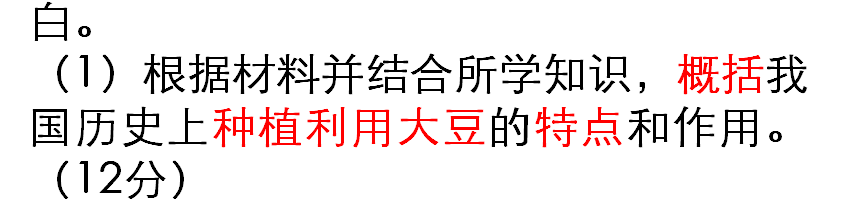 白。
（1）根据材料并结合所学知识，概括我
国历史上种植利用大豆的特点和作用。
（12分）